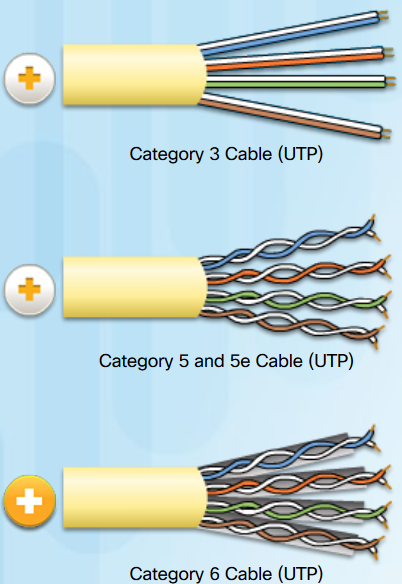 Category 3 Cable (UTP)
Category 5 and 5e Cable (UTP)
Category 6 Cable (UTP)